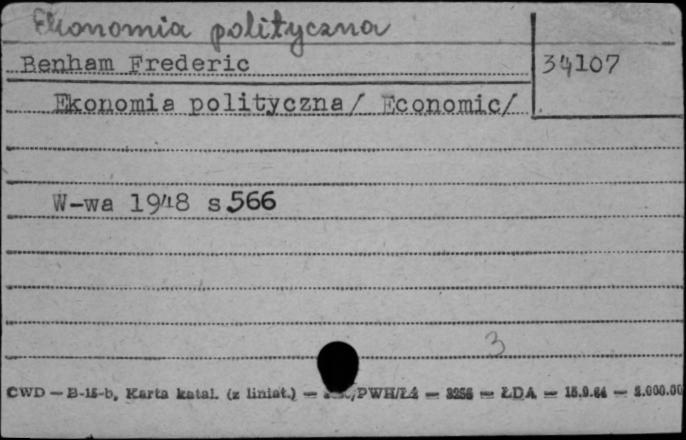 Ekonomia polityczna
Benham Frederic
34107
Ekonomia polityczna/ Economic/
W-wa 1948 s 566
3
CWD — B-15-b, Karta katal. (z liniat.) — /PWH/Ł4 — 3256 — ŁDA — 15.9.64 — 5.000.00